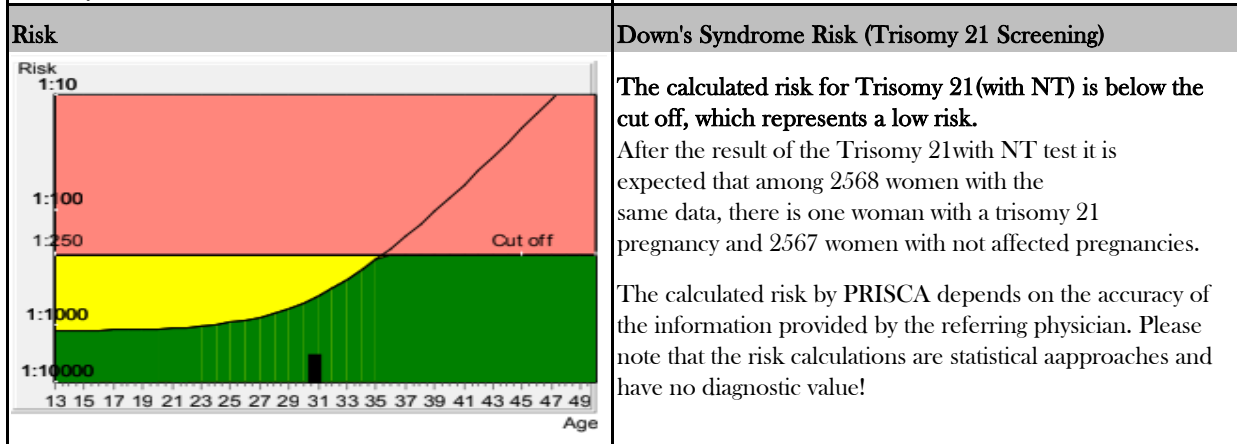 Risk
Risk
1:10
1:100
1:250
Cut off
1:1000
1:10000
13 15 17 19 21 23 25 27 29 31 33 35 37 39 41 43 45 47 49
Age
Down's Syndrome Risk (Trisomy 21 Screening)
The calculated risk for Trisomy 21(with NT) is below the
cut off, which represents a low risk.
After the result of the Trisomy 21with NT test it is
expected that among 2568 women with the
same data, there is one woman with a trisomy 21
pregnancy and 2567 women with not affected pregnancies.
The calculated risk by PRISCA depends on the accuracy of
the information provided by the referring physician. Please
note that the risk calculations are statistical aapproaches and
have no diagnostic value!